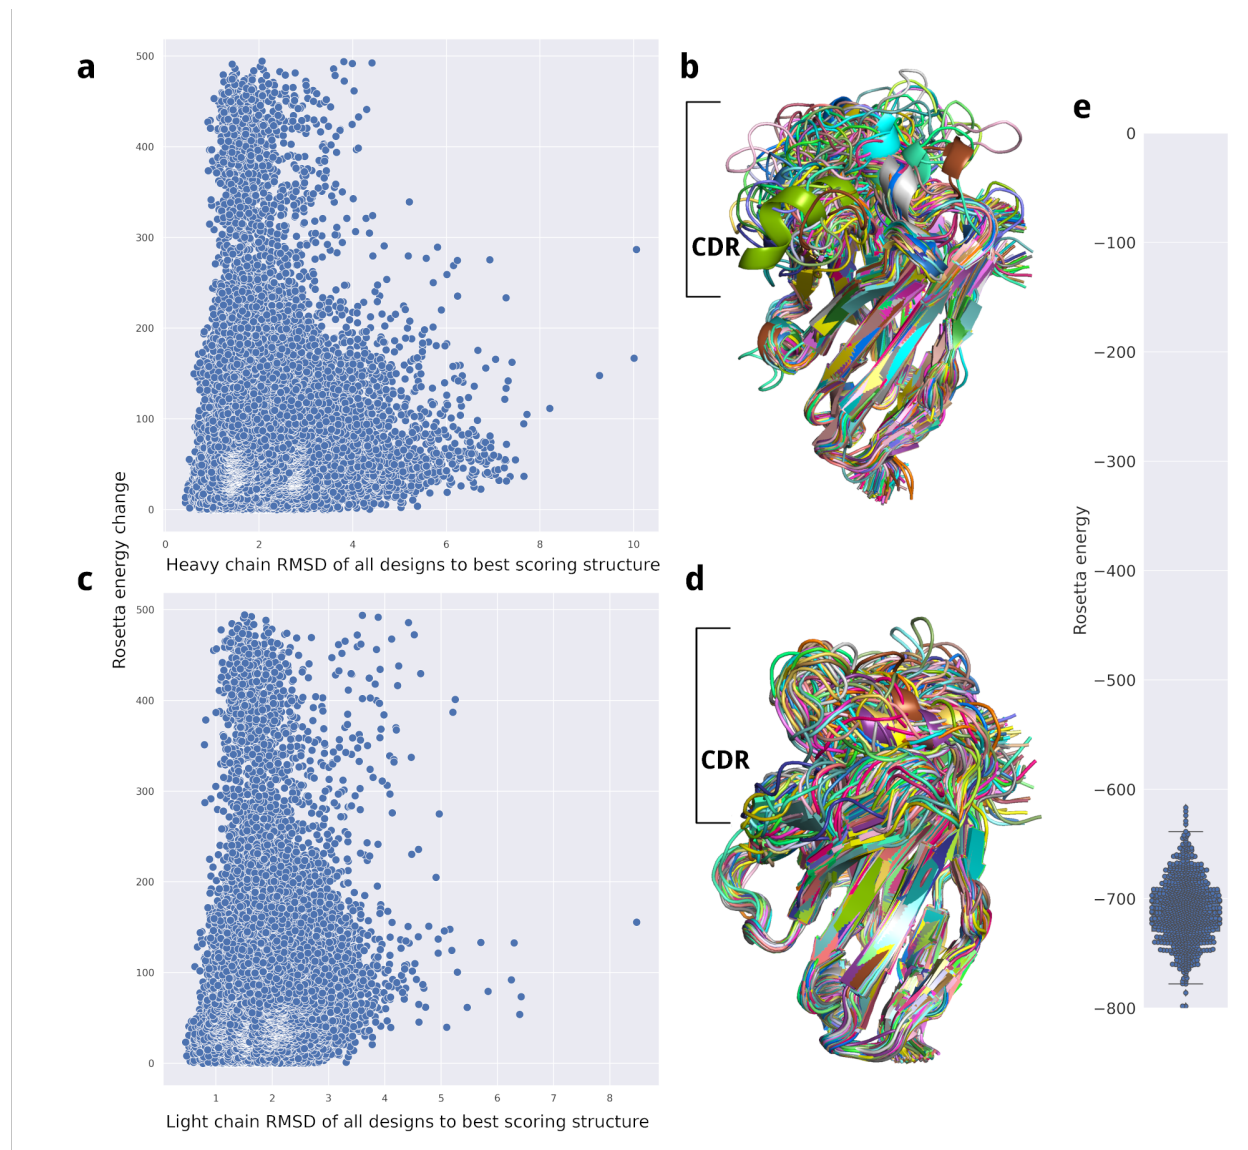 a
500
400
300
200
100
0
0 2 4 6 8 10
Heavy chain RMSD of all designs to best scoring structure
Rosetta energy change
b
CDR
c
500
400
300
200
100
0
1 2 3 4 5 6 7 8
Light chain RMSD of all designs to best scoring structure
d
CDR
e
0
−100
−200
−300
−400
−500
−600
−700
−800
Rosetta energy